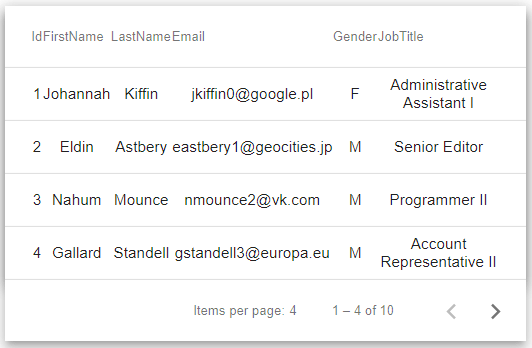 Id FirstName LastName Email Gender JobTitle
1 Johannah Kiffin jkiffin0@google.pl F Administrative
Assistant I
2 Eldin Astbery eastbery1@geocities.jp M Senior Editor
3 Nahum Mounce nmounce2@vk.com M Programmer II
4 Gallard Standell gstandell3@europa.eu M Account
Representative II
Items per page: 4 1 – 4 of 10